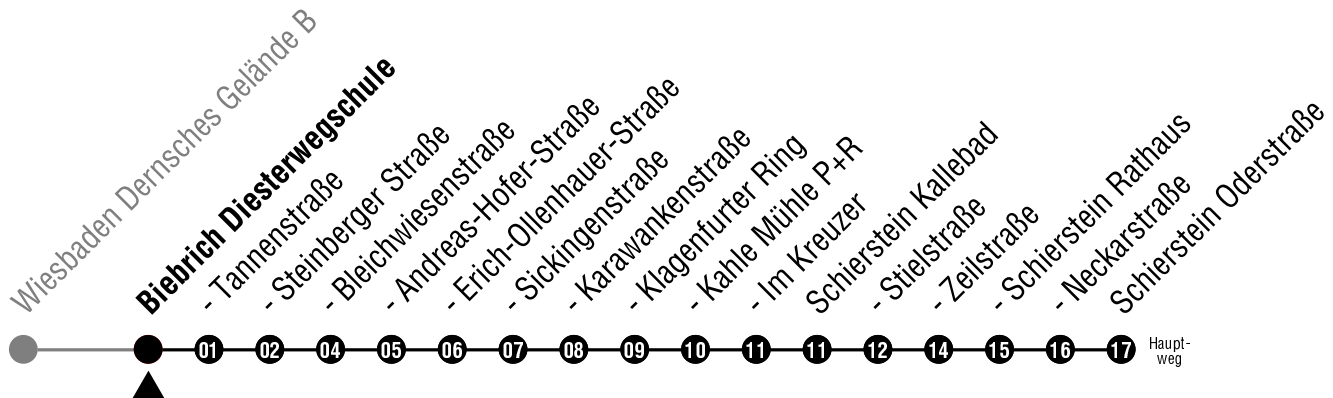 Wiesbaden Dernsches Gelände B
Biebrich Diesterwegschule
- Tannenstraße
- Steinberger Straße
- Bleichwiesenstraße
- Andreas-Hofer-Straße
- Erich-Ollenhauer-Straße
- Sickingenstraße
- Karawankenstraße
- Klagenfurter Ring
- Kahle Mühle P+R
- Im Kreuzer
Schierstein Kallebad
- Stielstraße
- Zeilstraße
- Schierstein Rathaus
- Neckarstraße
Schierstein Oderstraße
01 02 04 05 06 07 08 09 10 11 11 12 14 15 16 17
Haupt-
weg